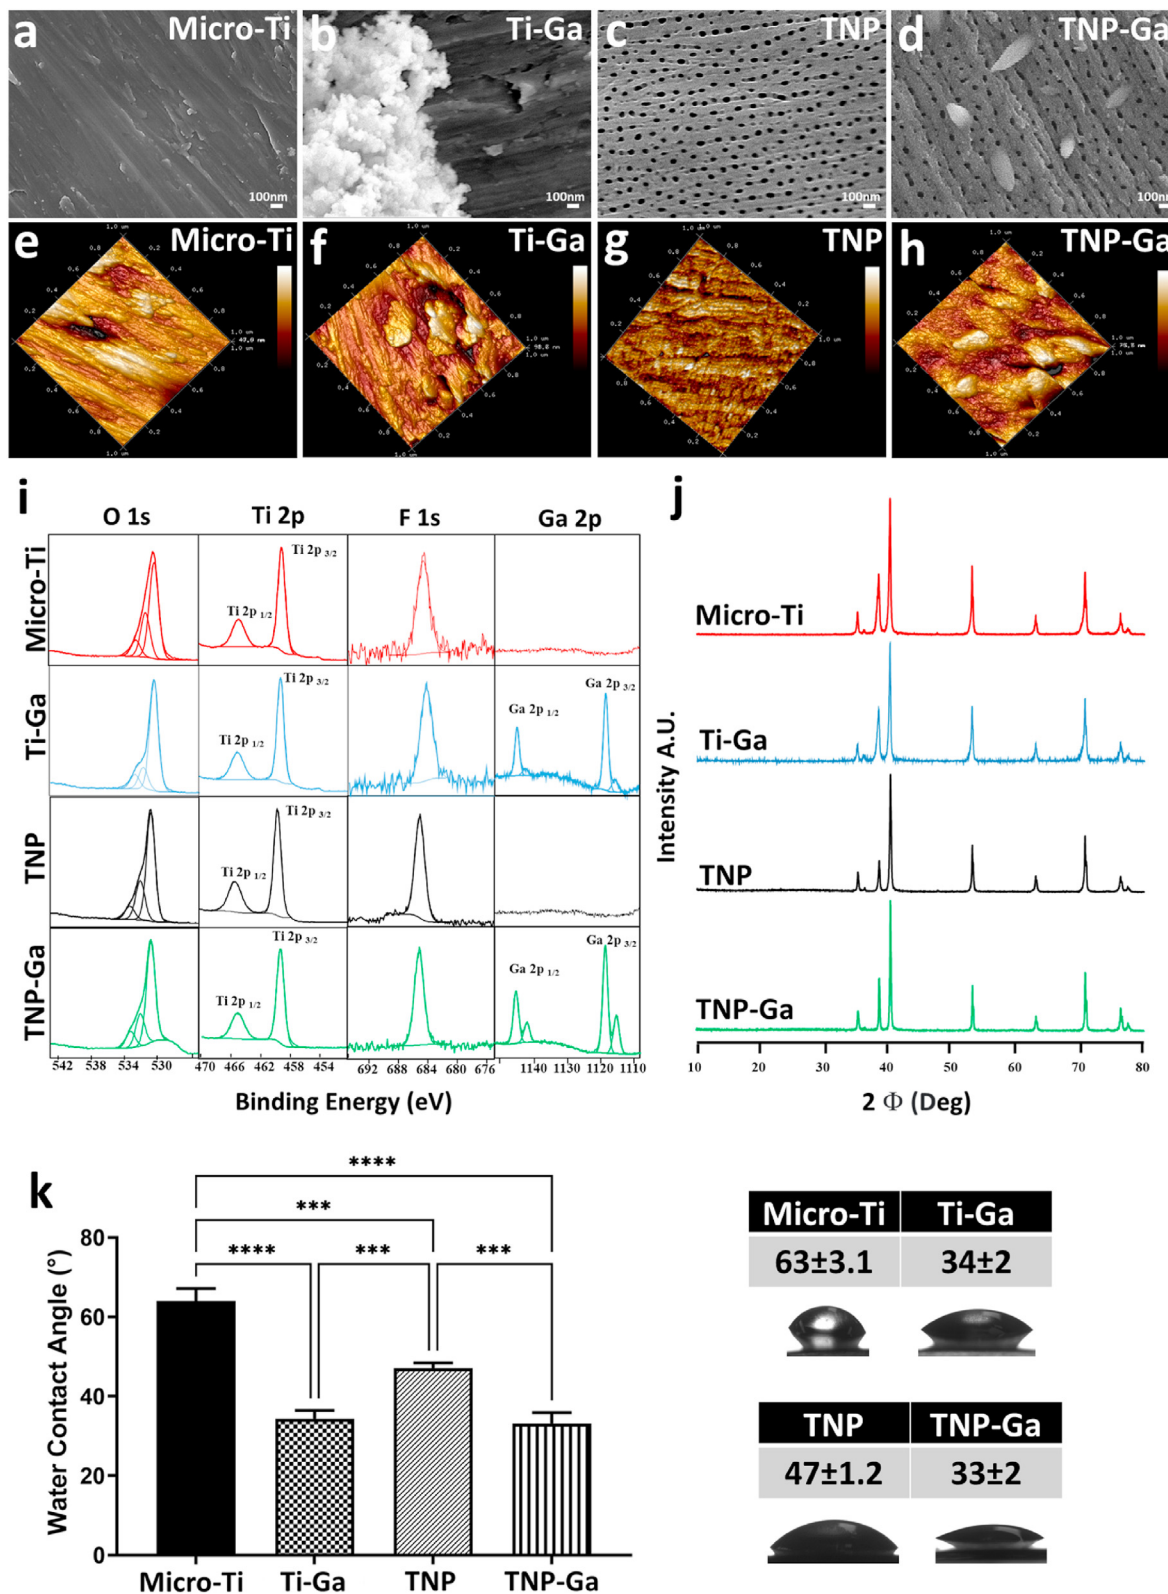 a Micro-Ti
b Ti-Ga
c TNP
d TNP-Ga
100nm
100nm
100nm
100nm
e Micro-Ti
f Ti-Ga
g TNP
h TNP-Ga
i
O 1s Ti 2p F 1s Ga 2p
Micro-Ti
Ti 2p 1/2
Ti 2p 3/2
Ti-Ga
Ti 2p 1/2
Ti 2p 3/2
Ga 2p 1/2
Ga 2p 3/2
TNP
Ti 2p 1/2
Ti 2p 3/2
TNP-Ga
Ti 2p 1/2
Ti 2p 3/2
Ga 2p 1/2
Ga 2p 3/2
542 538 534 530
470 466 462 458 454
692 688 684 680 676
1140 1130 1120 1110
Binding Energy (eV)
j
Intensity A.U.
Micro-Ti
Ti-Ga
TNP
TNP-Ga
10 20 30 40 50 60 70 80
2 Φ (Deg)
k
Water Contact Angle (°)
80
60
40
20
0
****
***
**** *** ***
Micro-Ti Ti-Ga TNP TNP-Ga
Micro-Ti Ti-Ga
63±3.1 34±2
TNP TNP-Ga
47±1.2 33±2